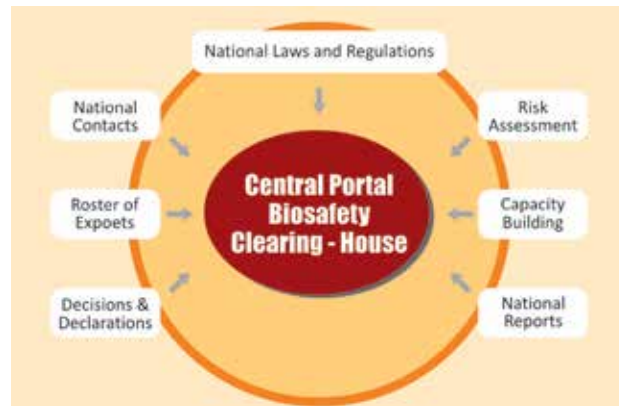 National Laws and Regulations
National
Contacts
Risk
Assessment
Central Portal
Biosafety
Clearing - House
Roster of
Expoets
Capacity
Building
Decisions &
Declarations
National
Reports